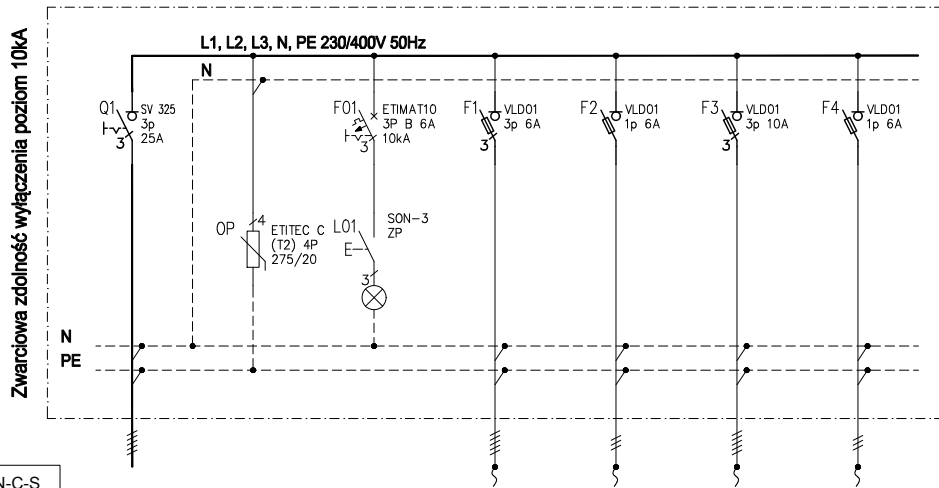 Zwarciowa zdolność wyłączenia poziom 10kA
L1, L2, L3, N, PE 230/400V 50Hz
N
Q1
SV 325
3p
25A
3
F01
ETIMAT10
3P B 6A
10kA
3
F1
VLD01
3p 6A
3
F2
VLD01
1p 6A
F3
VLD01
3p 10A
3
F4
VLD01
1p 6A
OP
4
ETITEC C
(T2) 4P
275/20
L01
SON-3
ZP
E
3
N
PE
N-C-S